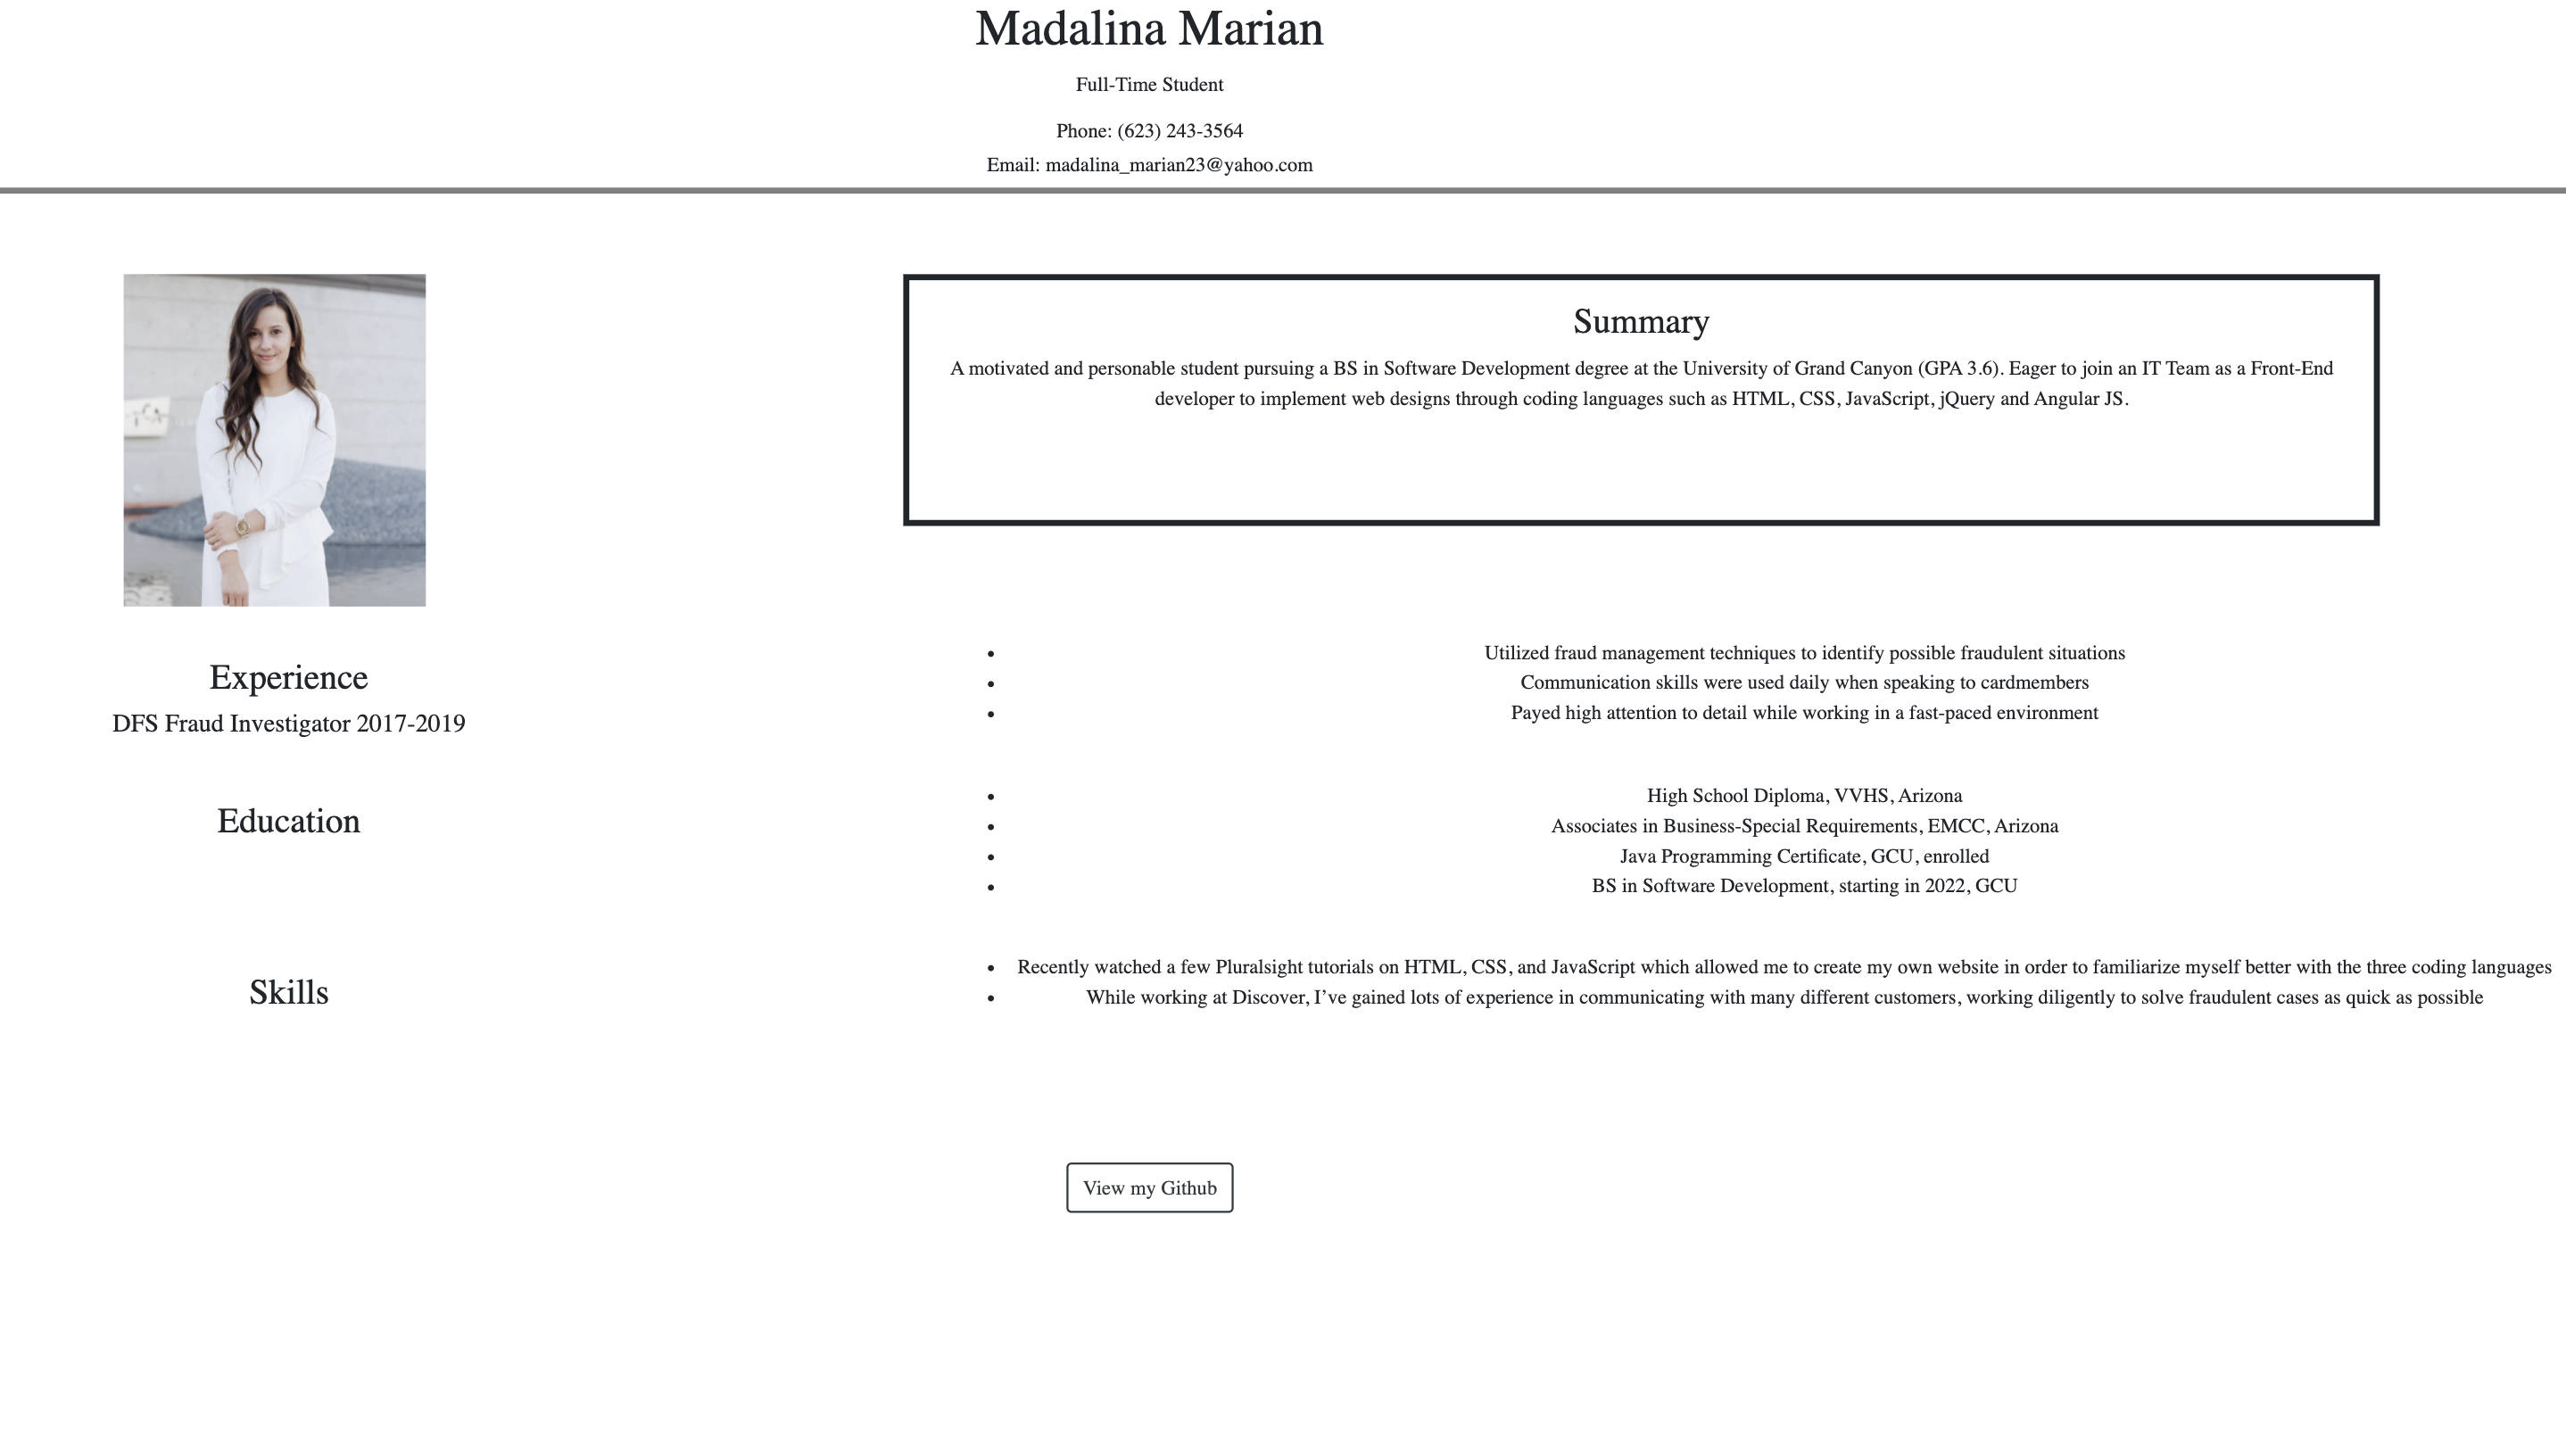 Madalina Marian
Full-Time Student
Phone: (623) 243-3564
Email: madalina_marian23@yahoo.com
Summary
A motivated and personable student pursuing a BS in Software Development degree at the University of Grand Canyon (GPA 3.6). Eager to join an IT Team as a Front-End
developer to implement web designs through coding languages such as HTML, CSS, JavaScript, jQuery and Angular JS.
Experience
DFS Fraud Investigator 2017-2019
• Utilized fraud management techniques to identify possible fraudulent situations
• Communication skills were used daily when speaking to cardmembers
• Payed high attention to detail while working in a fast-paced environment
Education
• High School Diploma, VVHS, Arizona
• Associates in Business-Special Requirements, EMCC, Arizona
• Java Programming Certificate, GCU, enrolled
• BS in Software Development, starting in 2022, GCU
Skills
• Recently watched a few Pluralsight tutorials on HTML, CSS, and JavaScript which allowed me to create my own website in order to familiarize myself better with the three coding languages
• While working at Discover, I’ve gained lots of experience in communicating with many different customers, working diligently to solve fraudulent cases as quick as possible
View my Github